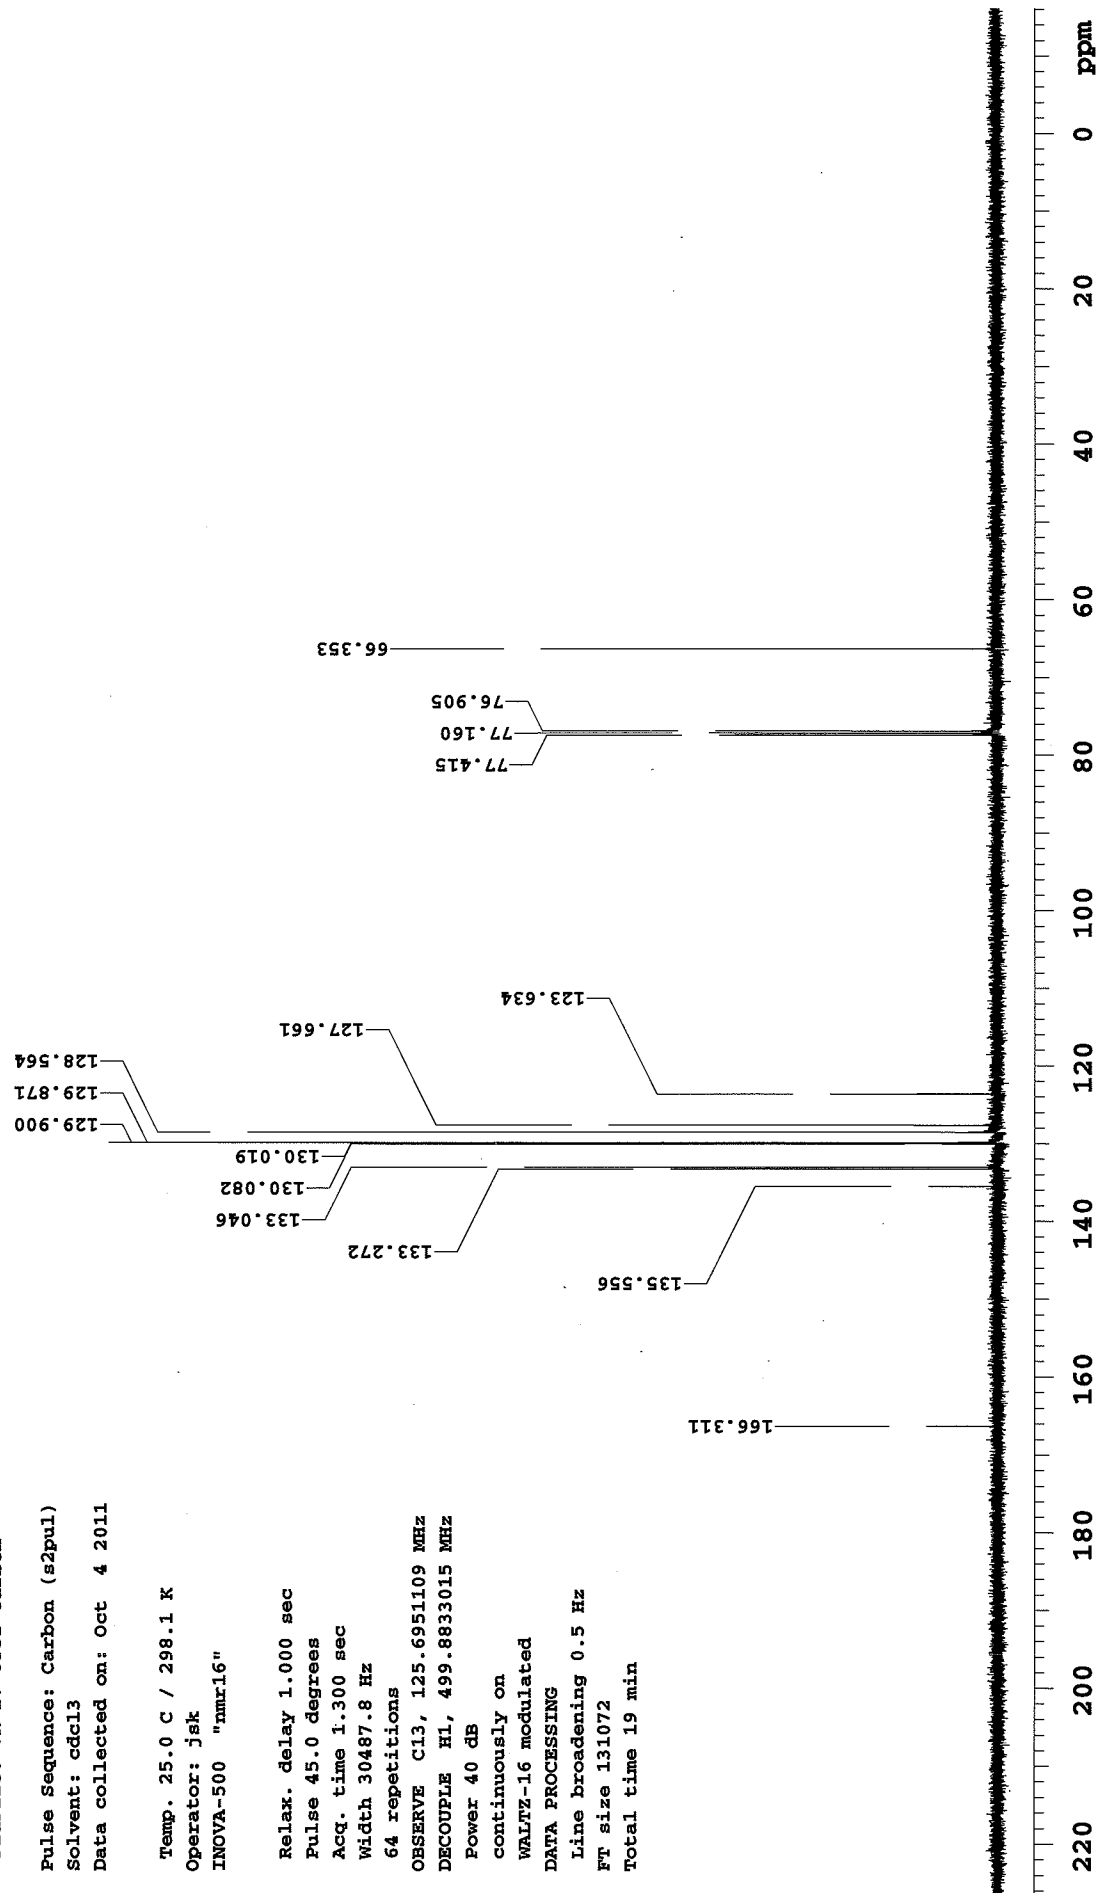 Pulse Sequence: Carbon (s2pul)
Solvent: cdcl3
Data collected on: Oct 4 2011
Temp. 25.0 C / 298.1 K
Operator: jsk
INOVA-500 "nmr16"
Relax. delay 1.000 sec
Pulse 45.0 degrees
Acq. time 1.300 sec
Width 30487.8 Hz
64 repetitions
OBSERVE C13, 125.6951109 MHz
DECOUPLE H1, 499.8833015 MHz
Power 40 dB
continuously on
WALTZ-16 modulated
DATA PROCESSING
Line broadening 0.5 Hz
FT size 131072
Total time 19 min
166.311
135.556
133.272
133.046
130.082
130.019
129.900
129.871
128.564
127.661
123.634
77.415
77.160
76.905
66.353
220 200 180 160 140 120 100 80 60 40 20 0 ppm